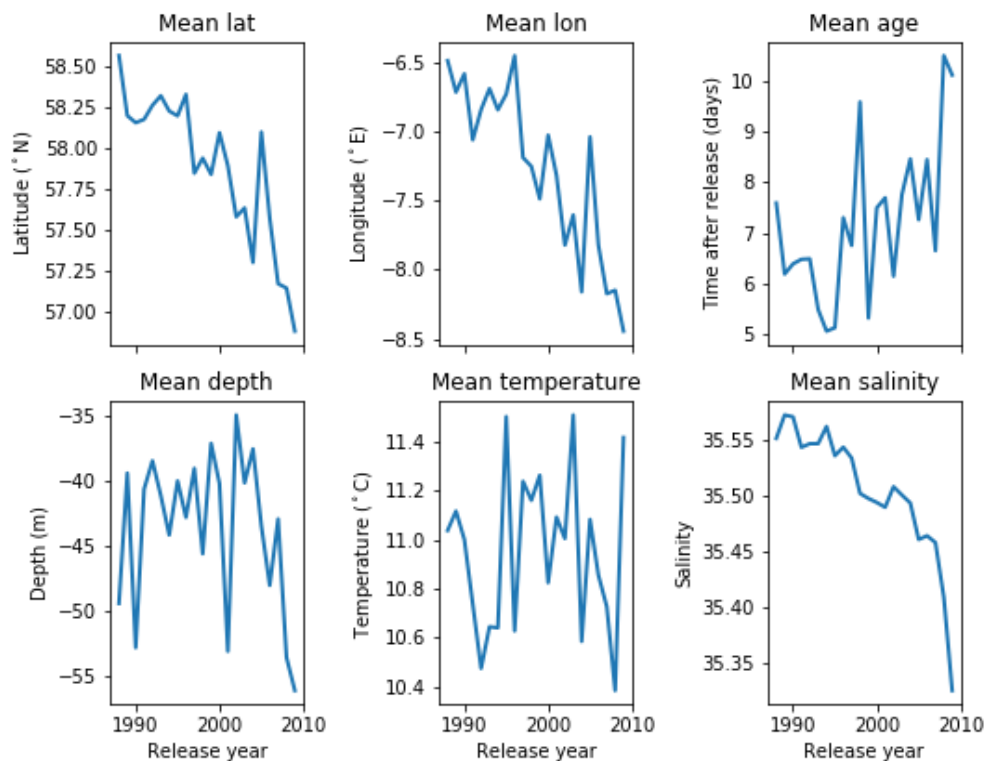 Mean lat
Mean lon
Mean age
Latitude (°N)
58.50
58.25
58.00
57.75
57.50
57.25
57.00
Longitude (°E)
−6.5
−7.0
−7.5
−8.0
−8.5
Time after release (days)
10
9
8
7
6
5
Mean depth
Mean temperature
Mean salinity
Depth (m)
−35
−40
−45
−50
−55
1990 2000 2010
Release year
Temperature (°C)
11.4
11.2
11.0
10.8
10.6
10.4
1990 2000 2010
Release year
Salinity
35.55
35.50
35.45
35.40
35.35
1990 2000 2010
Release year